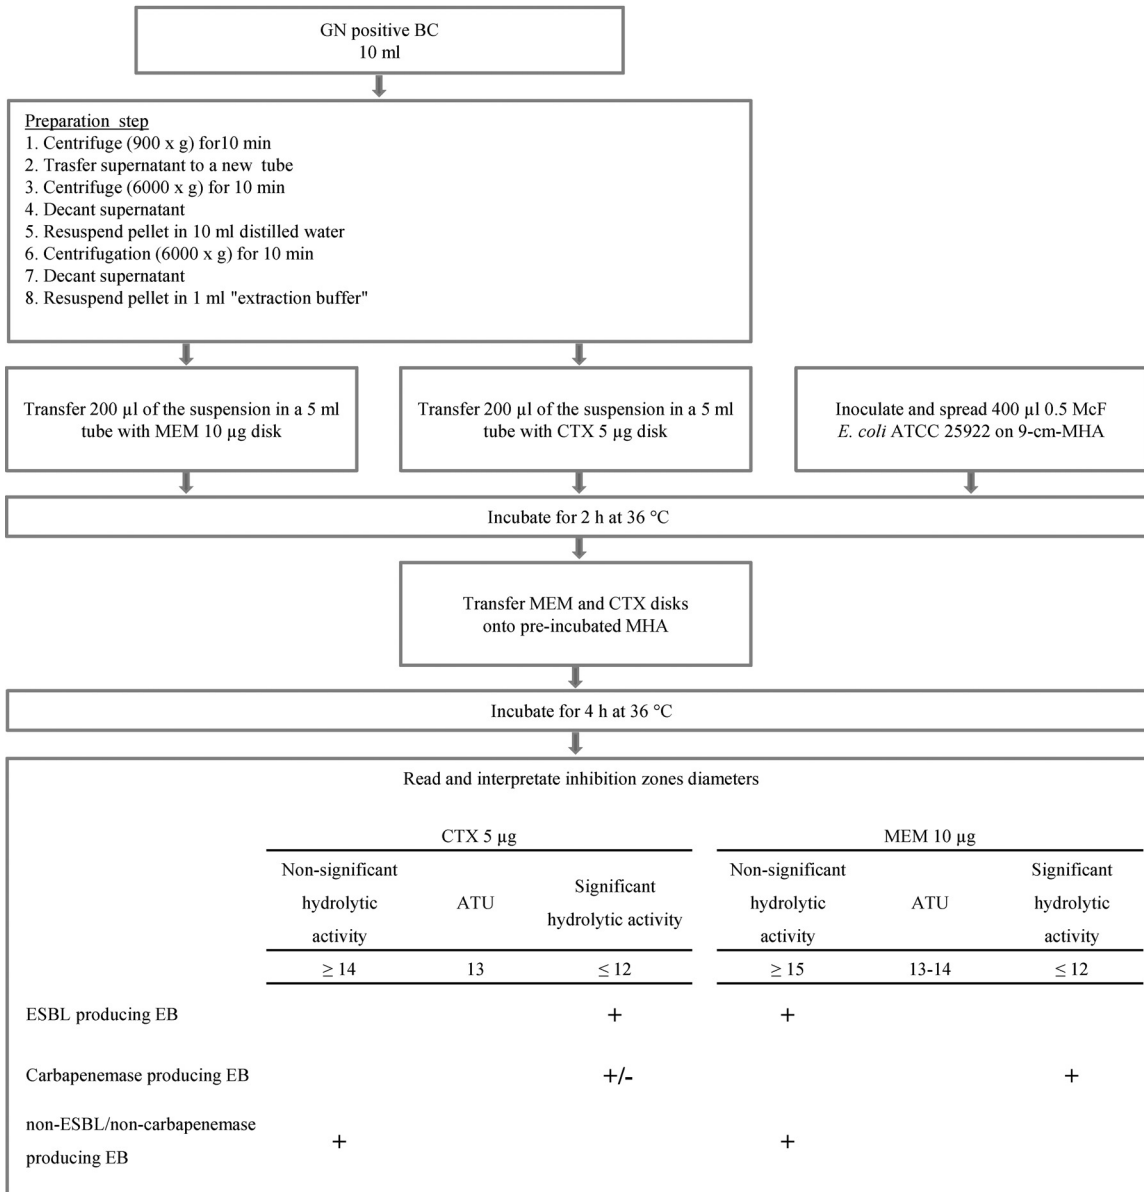 GN positive BC
10 ml
Preparation step
1. Centrifuge (900 x g) for10 min
2. Trasfer supernatant to a new tube
3. Centrifuge (6000 x g) for 10 min
4. Decant supernatant
5. Resuspend pellet in 10 ml distilled water
6. Centrifugation (6000 x g) for 10 min
7. Decant supernatant
8. Resuspend pellet in 1 ml "extraction buffer"
Transfer 200 µl of the suspension in a 5 ml
tube with MEM 10 µg disk
Transfer 200 µl of the suspension in a 5 ml
tube with CTX 5 µg disk
Inoculate and spread 400 µl 0.5 McF
E. coli ATCC 25922 on 9-cm-MHA
Incubate for 2 h at 36 °C
Transfer MEM and CTX disks
onto pre-incubated MHA
Incubate for 4 h at 36 °C
Read and interpretate inhibition zones diameters
CTX 5 µg
MEM 10 µg
Non-significant
hydrolytic
activity
ATU
Significant
hydrolytic activity
Non-significant
hydrolytic
activity
ATU
Significant
hydrolytic
activity
≥ 14 13 ≤ 12 ≥ 15 13-14 ≤ 12
ESBL producing EB + +
Carbapenemase producing EB +/- +
non-ESBL/non-carbapenemase
producing EB + +